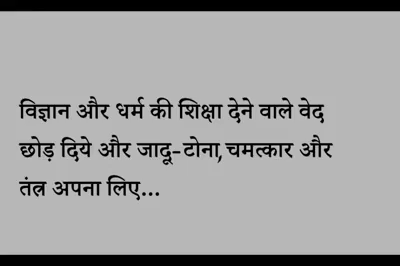 विज्ञान और धर्म की शिक्षा देने वाले वेद
छोड़ दिये और जादू-टोना,चमत्कार और
तंत्र अपना लिए...